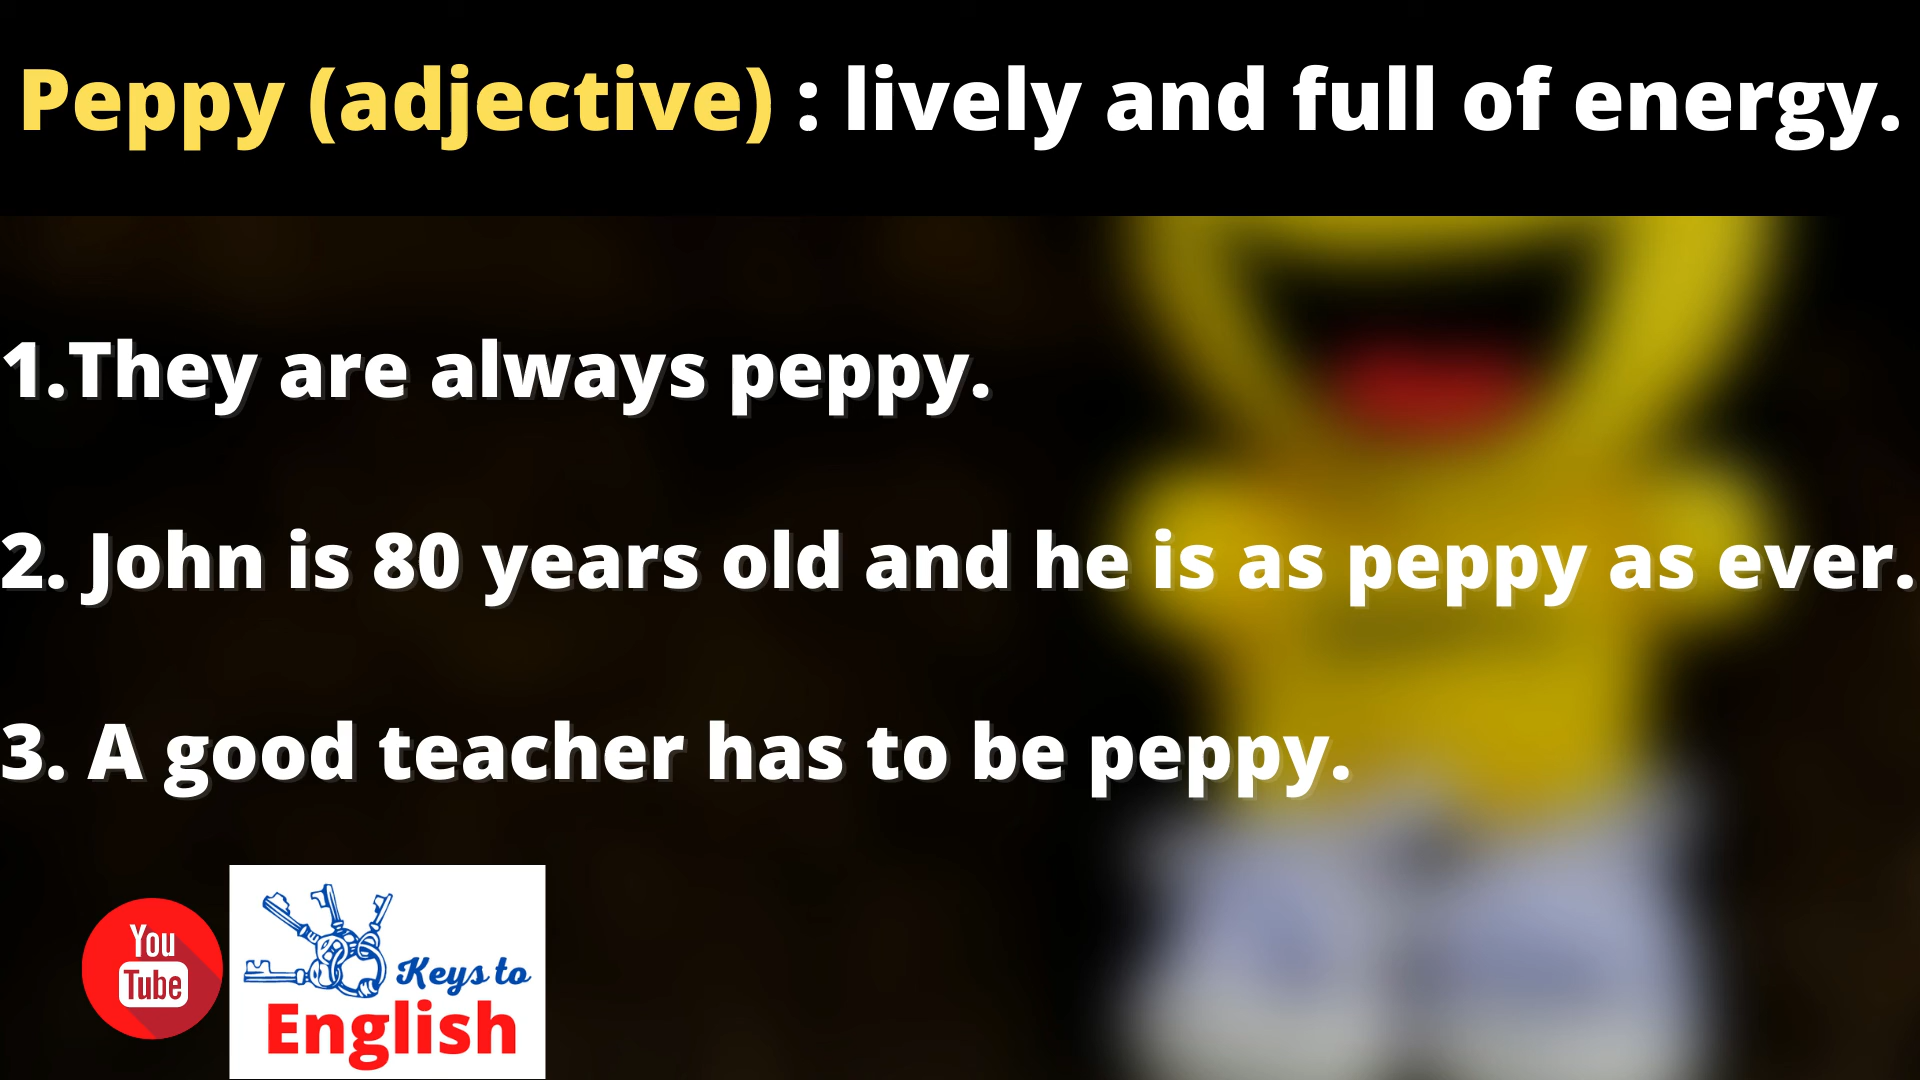 Peppy (adjective) : lively and full of energy.
1.They are always peppy.
2. John is 80 years old and he is as peppy as ever.
3. A good teacher has to be peppy.
You
Tube
Keys to
English